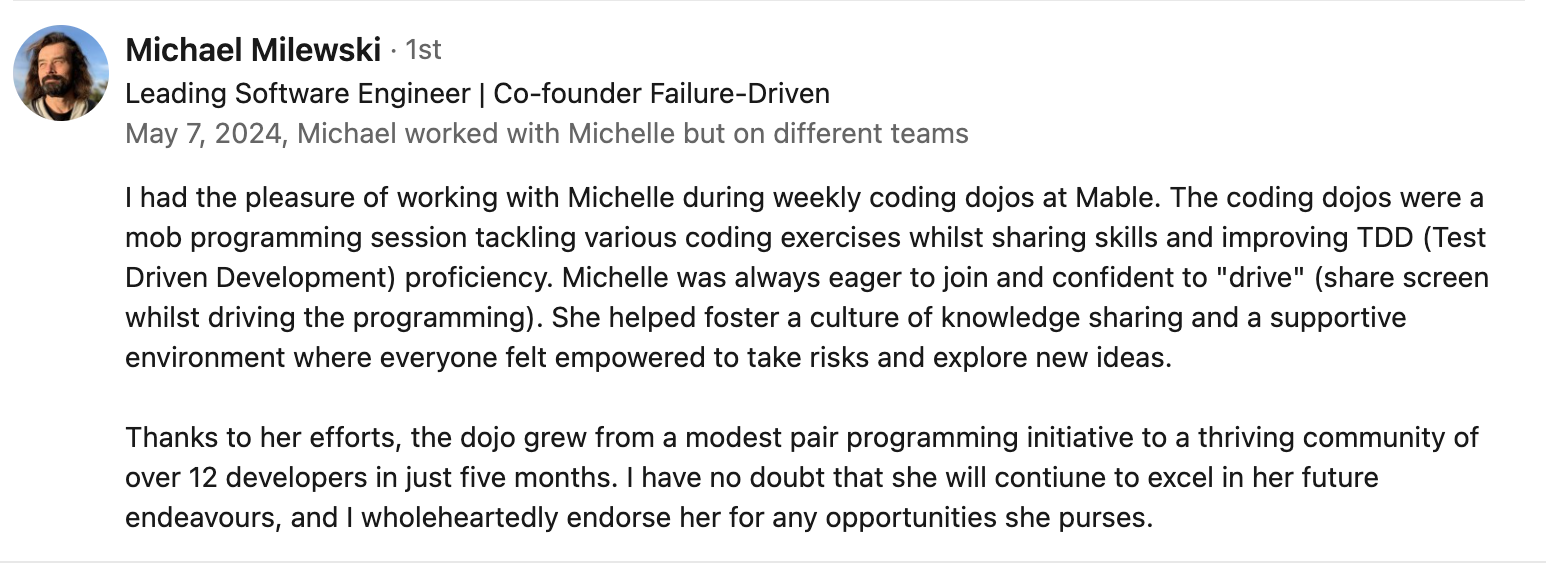 Michael Milewski · 1st
Leading Software Engineer | Co-founder Failure-Driven
May 7, 2024, Michael worked with Michelle but on different teams
I had the pleasure of working with Michelle during weekly coding dojos at Mable. The coding dojos were a
mob programming session tackling various coding exercises whilst sharing skills and improving TDD (Test
Driven Development) proficiency. Michelle was always eager to join and confident to "drive" (share screen
whilst driving the programming). She helped foster a culture of knowledge sharing and a supportive
environment where everyone felt empowered to take risks and explore new ideas.
Thanks to her efforts, the dojo grew from a modest pair programming initiative to a thriving community of
over 12 developers in just five months. I have no doubt that she will contiune to excel in her future
endeavours, and I wholeheartedly endorse her for any opportunities she purses.